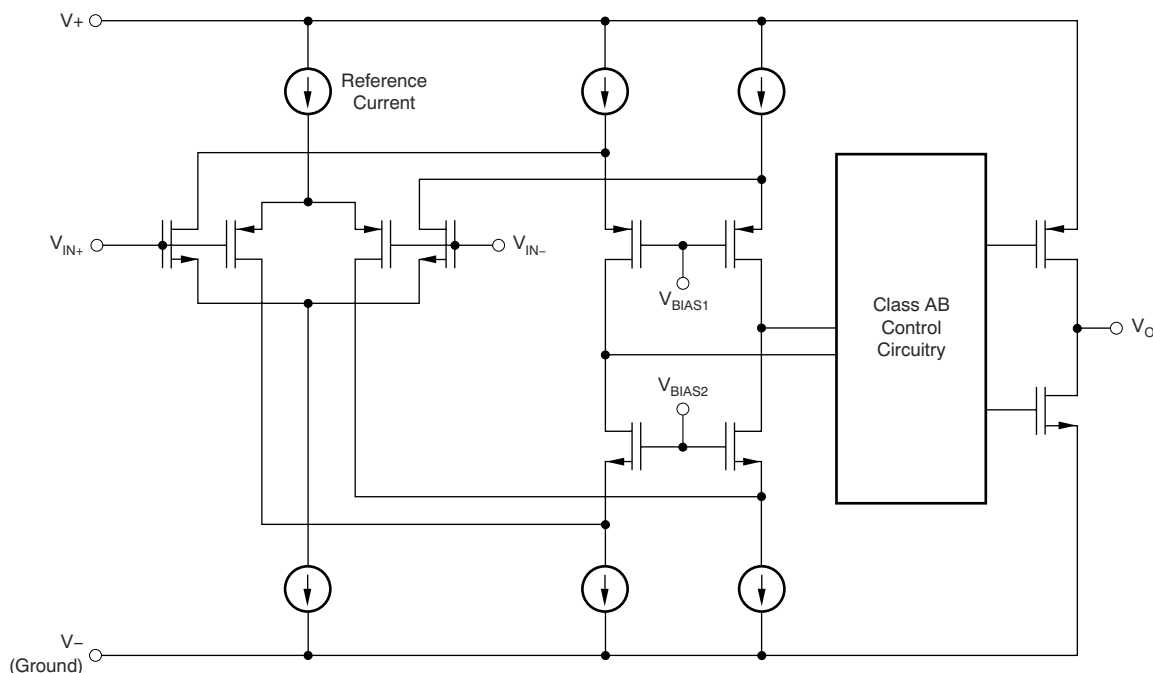 V+
Reference
Current
V_IN+
V_IN−
V_BIAS1
V_BIAS2
Class AB
Control
Circuitry
V_O
V−
(Ground)